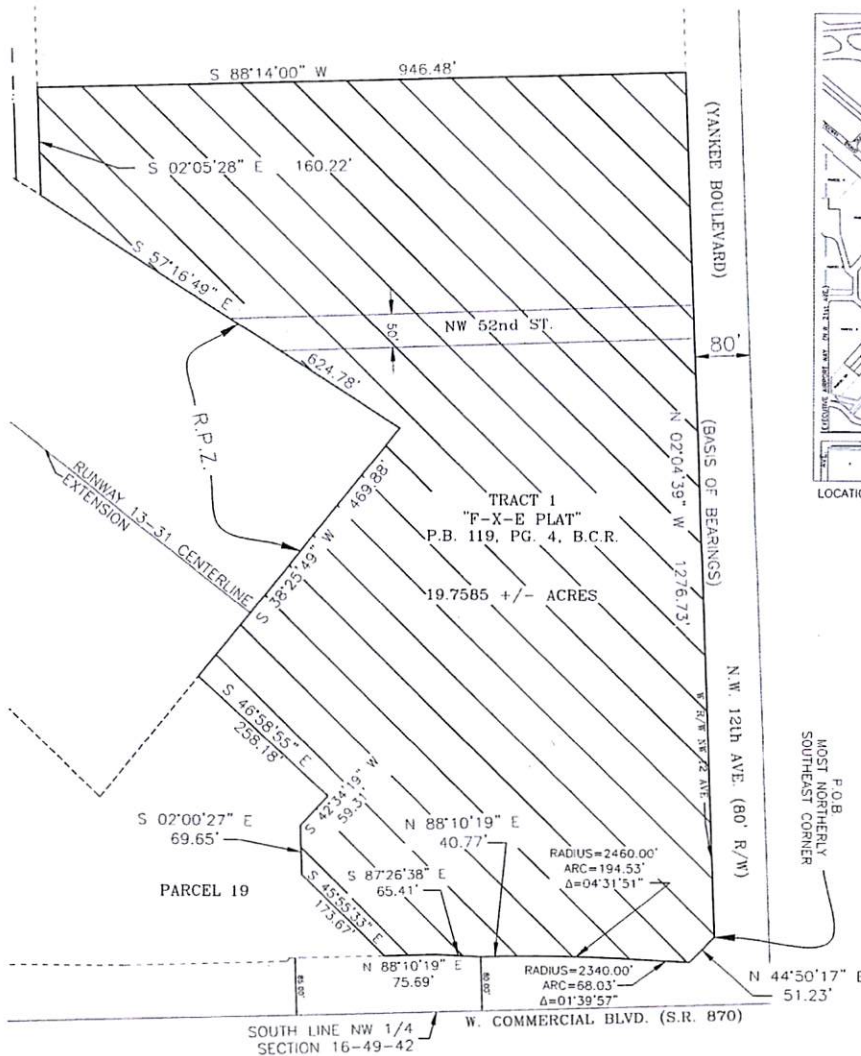 S 88°14'00" W 946.48'
S 02°05'28" E 160.22'
S 57°16'49" E
624.78'
50'
NW 52nd ST.
R.P.Z.
RUNWAY 13-31 CENTERLINE
EXTENSION
S 38°25'49" W 469.88'
TRACT 1
"F-X-E PLAT"
P.B. 119, PG. 4, B.C.R.
19.7585 +/- ACRES
(YANKEE BOULEVARD)
80'
N 02°04'39" W 1276.73'
(BASIS OF BEARINGS)
N.W. 12th AVE. (80' R/W)
W R/W NW 12 AVE
EXECUTIVE AIRPORT WAY
AVE.
LOCATIO
P.O.B.
MOST NORTHERLY
SOUTHEAST CORNER
S 46°58'55" E
258.18'
S 42°34'19" W
59.31'
S 02°00'27" E
69.65'
PARCEL 19
S 45°55'33" E
173.67'
S 87°26'38" E
65.41'
N 88°10'19" E
40.77'
RADIUS=2460.00'
ARC=194.53'
Δ=04°31'51"
N 88°10'19" E
75.69'
RADIUS=2340.00'
ARC=68.03'
Δ=01°39'57"
N 44°50'17" E
51.23'
SOUTH LINE NW 1/4
SECTION 16-49-42
W. COMMERCIAL BLVD. (S.R. 870)